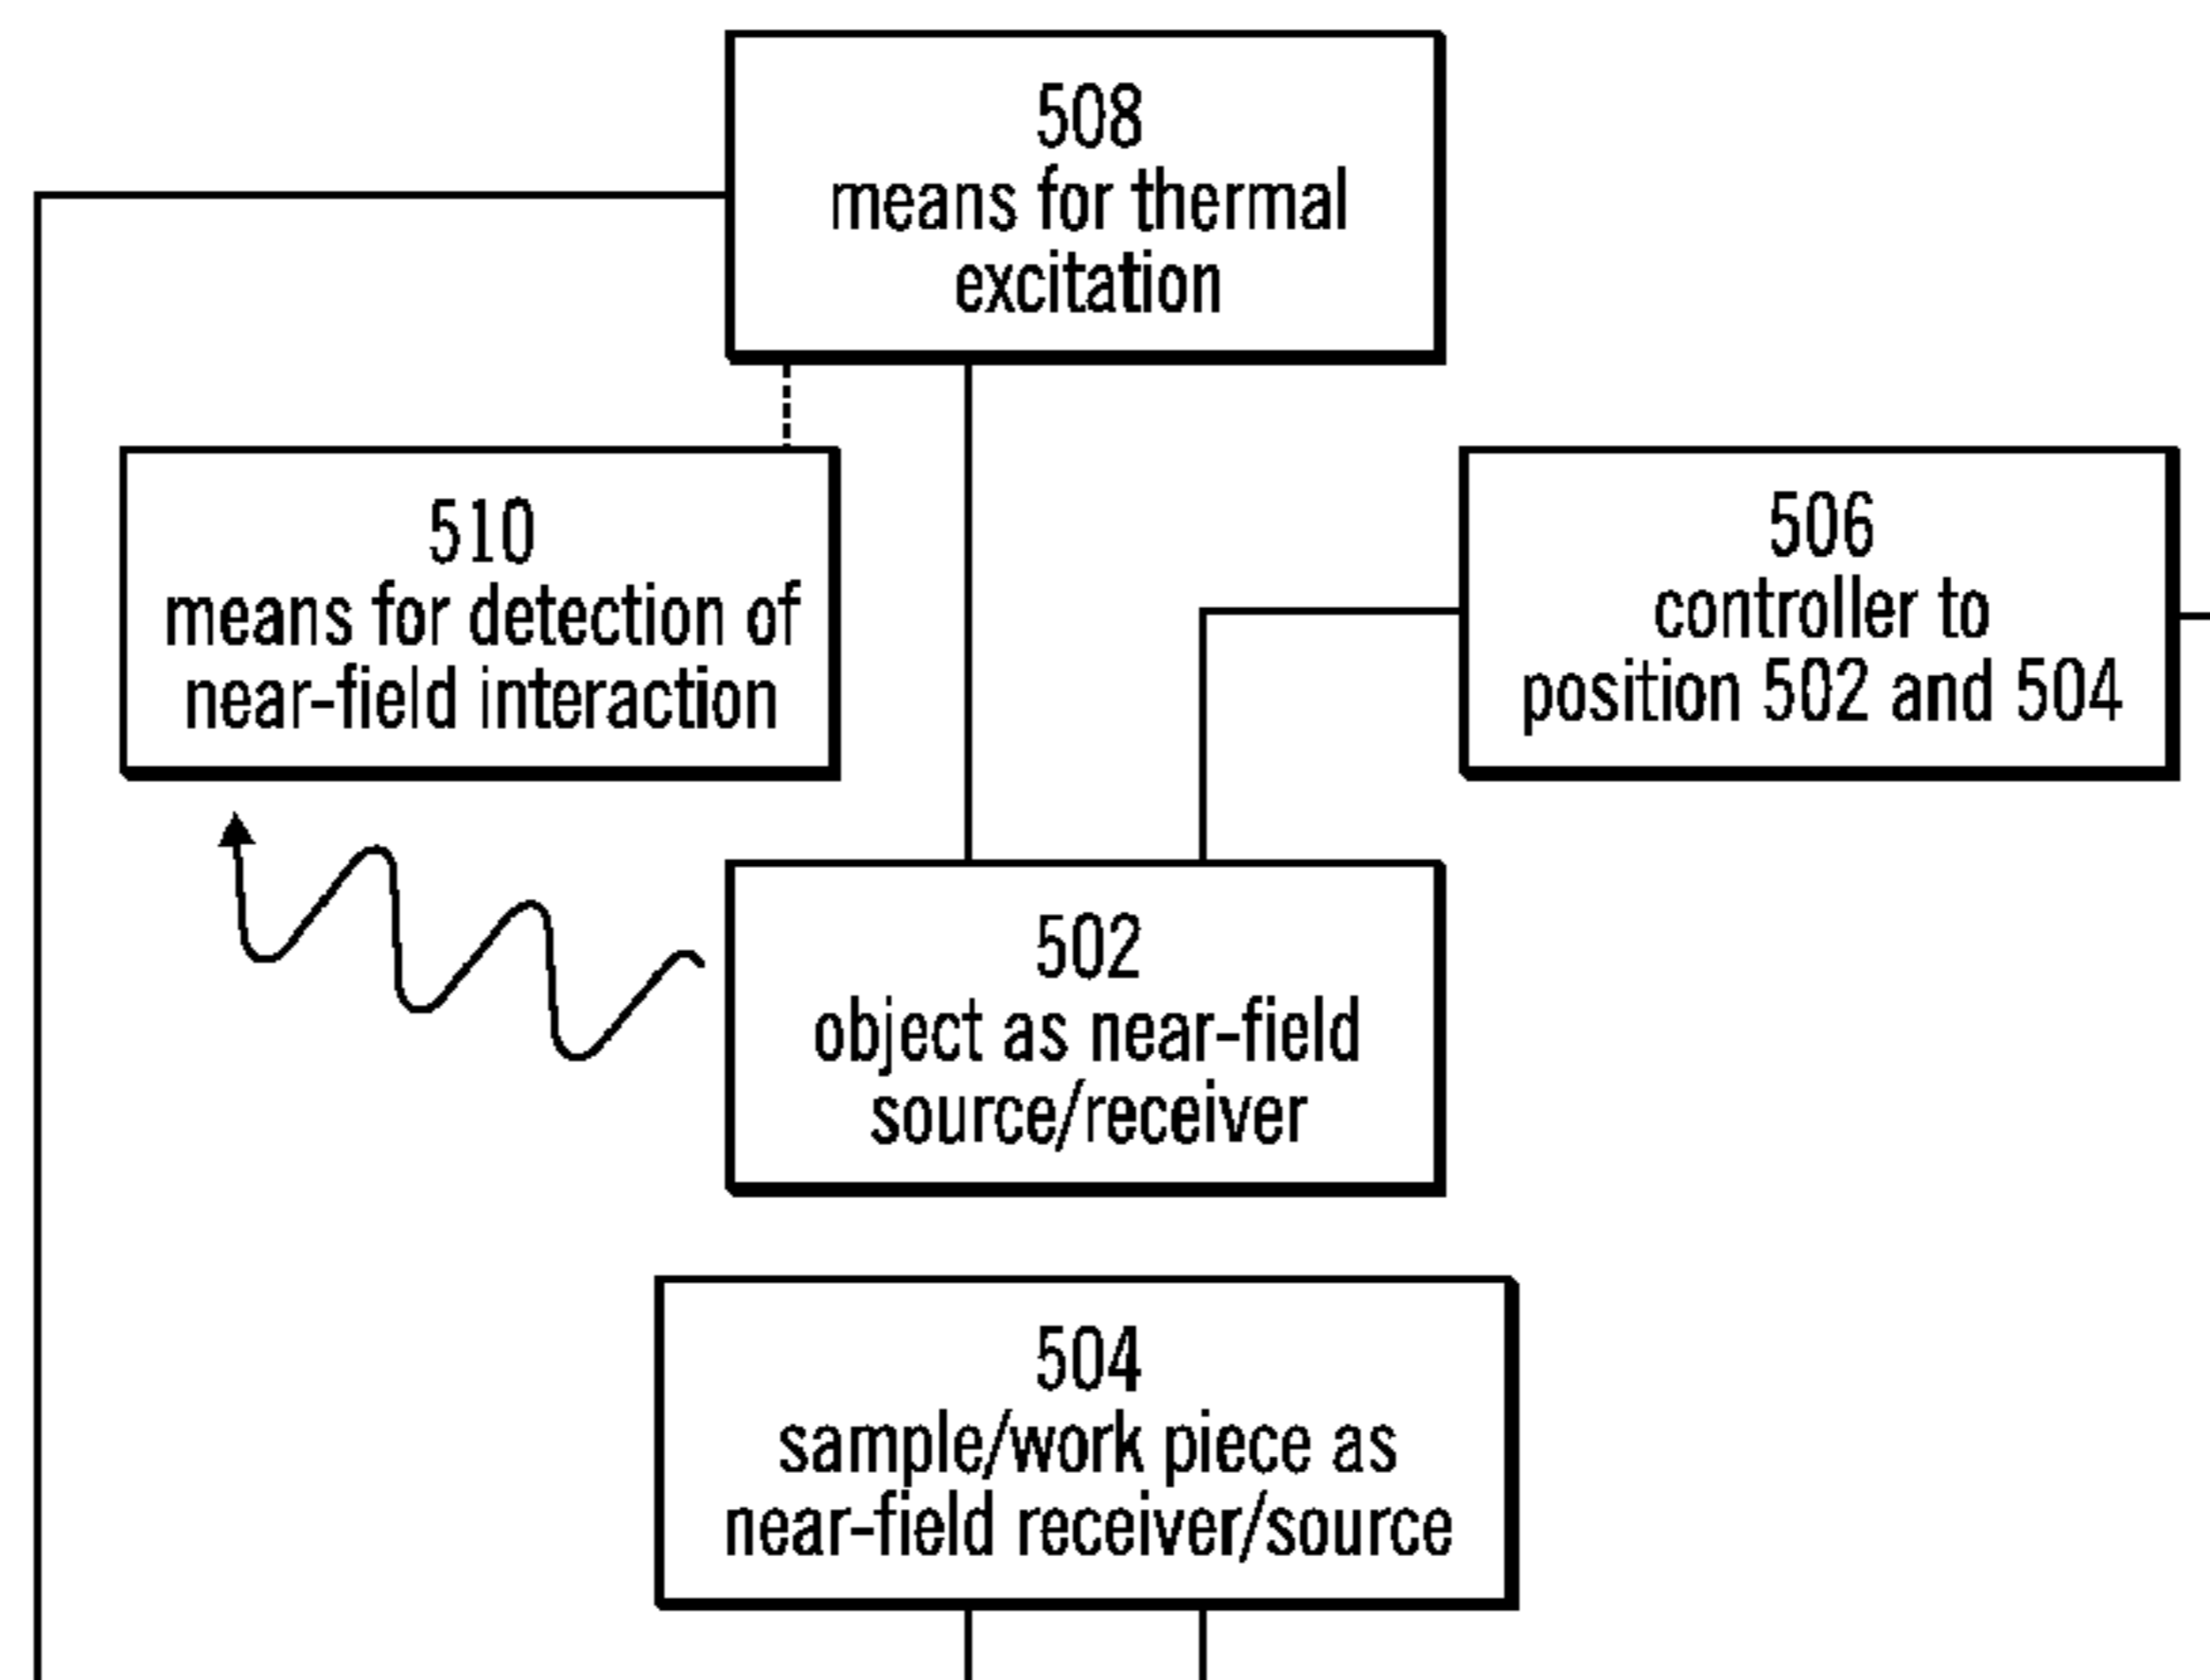 508
means for thermal
excitation
510
means for detection of
near-field interaction
506
controller to
position 502 and 504
502
object as near-field
source/receiver
504
sample/work piece as
near-field receiver/source